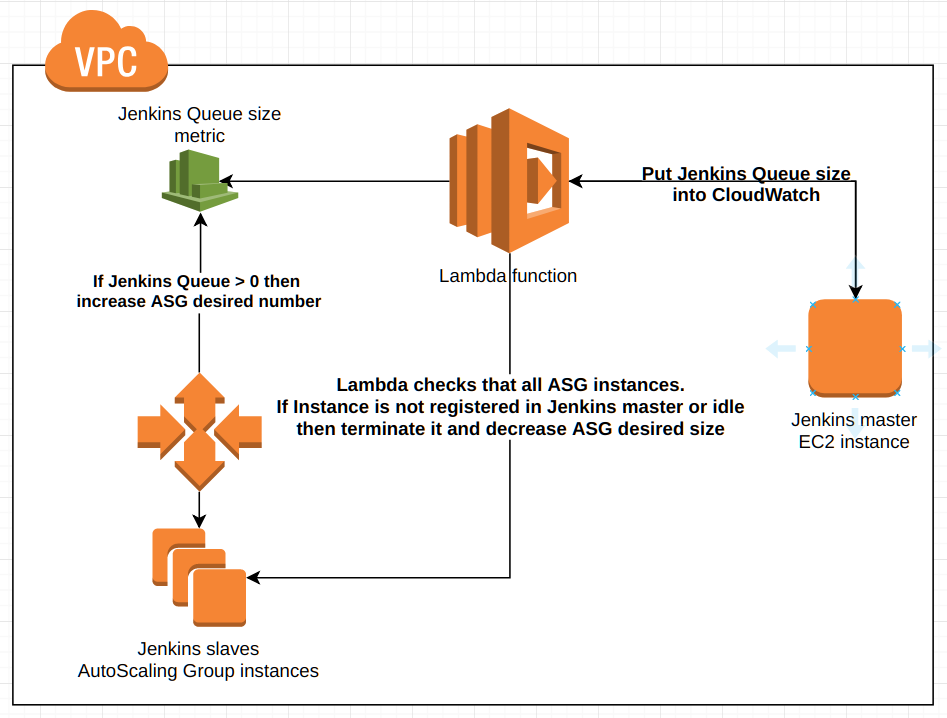 VPC
Jenkins Queue size
metric
Put Jenkins Queue size
into CloudWatch
Lambda function
If Jenkins Queue > 0 then
increase ASG desired number
Lambda checks that all ASG instances.
If Instance is not registered in Jenkins master or idle
then terminate it and decrease ASG desired size
Jenkins master
EC2 instance
Jenkins slaves
AutoScaling Group instances